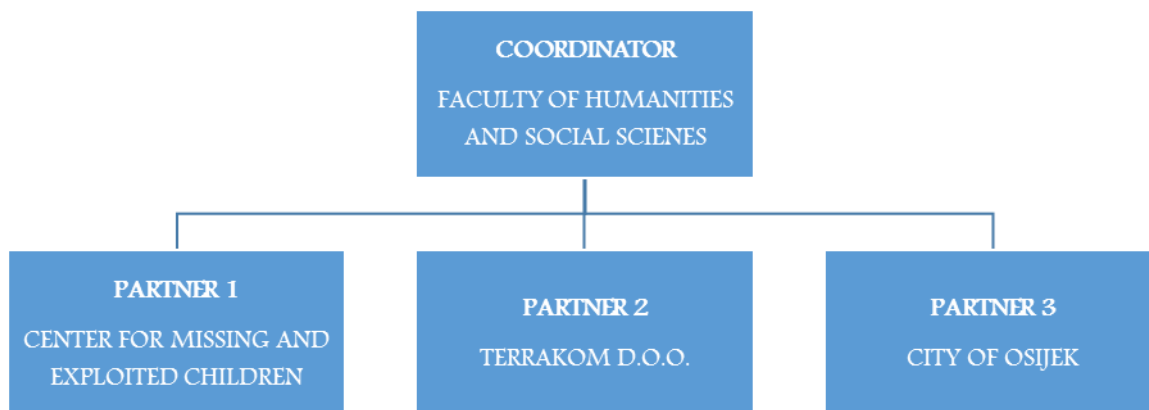 COORDINATOR
FACULTY OF HUMANITIES
AND SOCIAL SCIENES
PARTNER 1
CENTER FOR MISSING AND
EXPLOITED CHILDREN
PARTNER 2
TERRAKOM D.O.O.
PARTNER 3
CITY OF OSIJEK